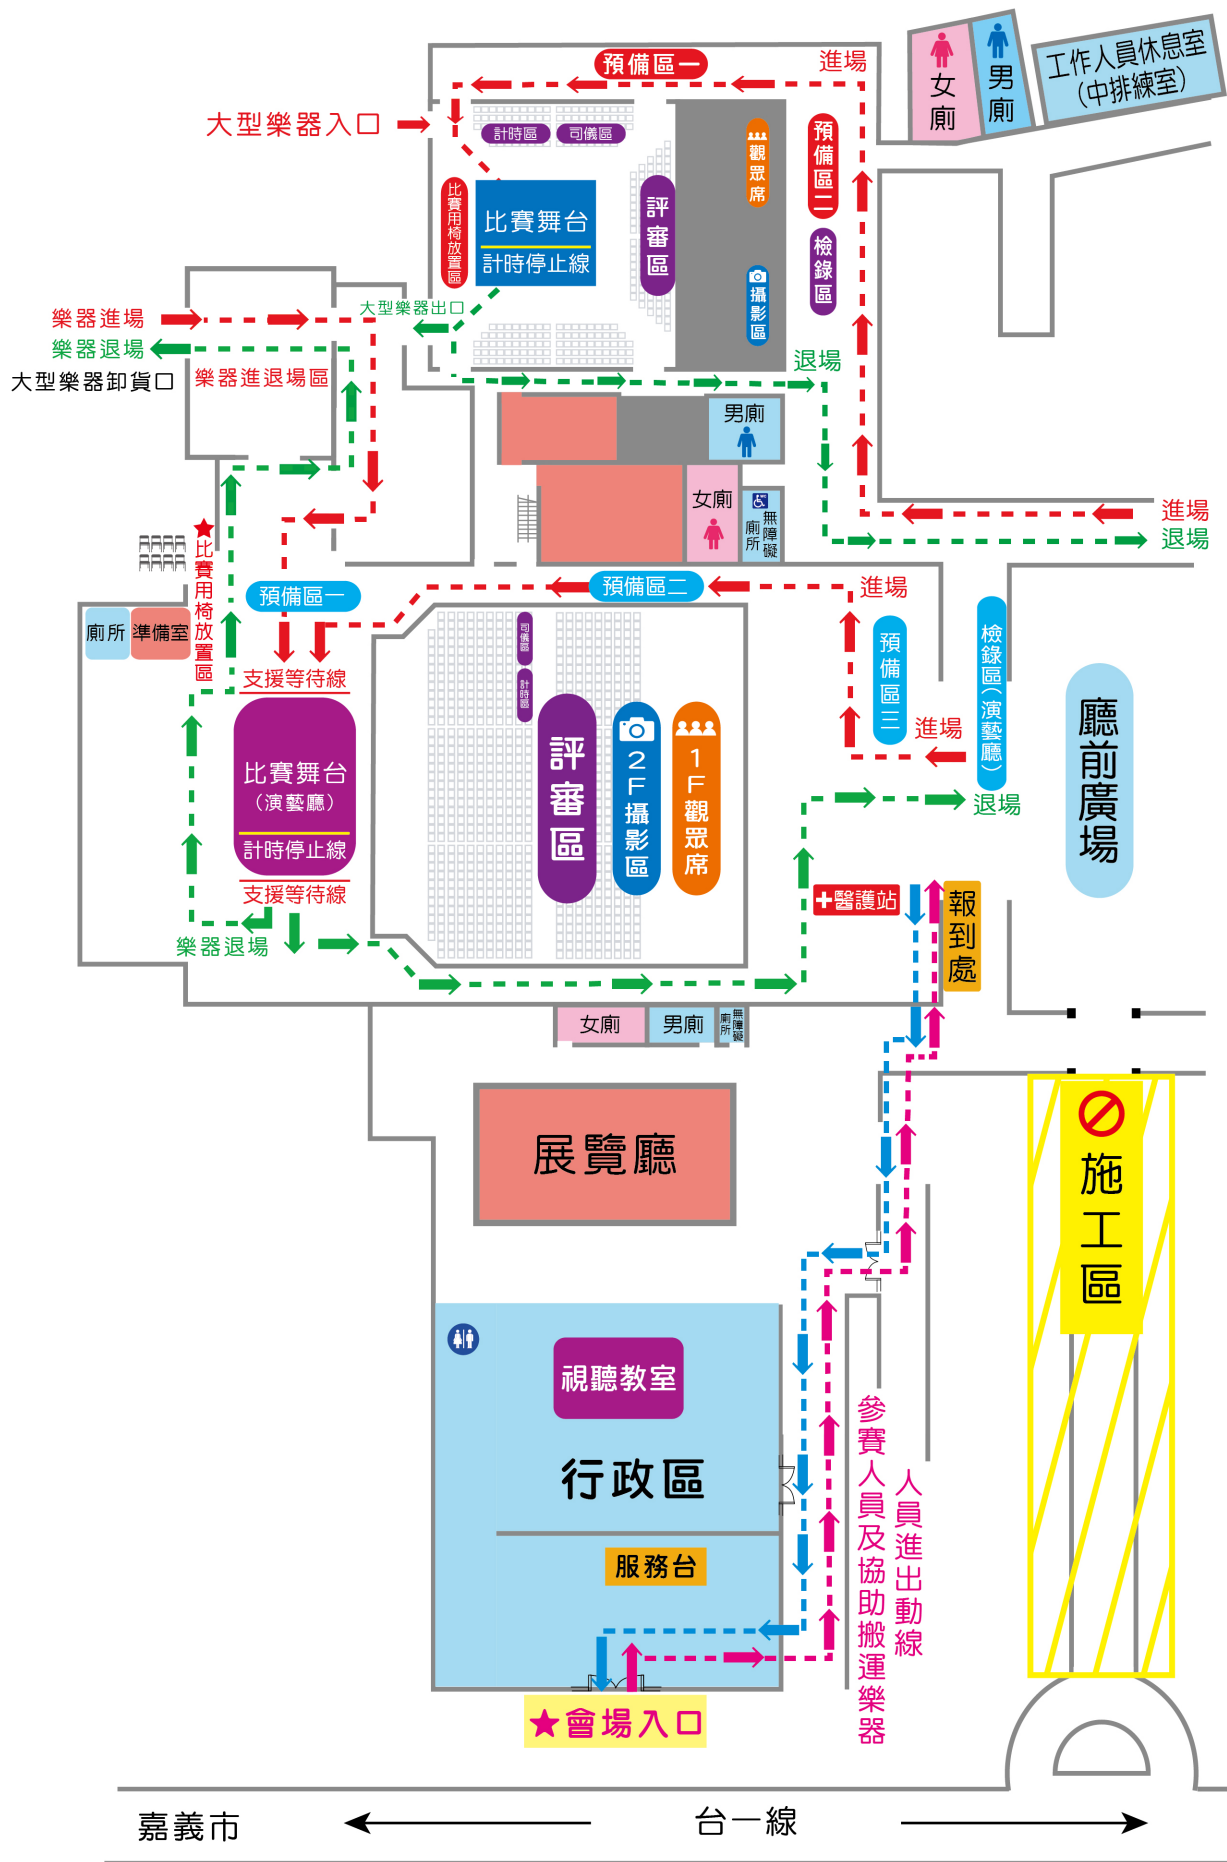 預備區一
進場
女廁
男廁
工作人員休息室
(中排練室)
大型樂器入口
計時區
司儀區
觀眾席
預備區二
檢錄區
比賽用椅放置區
比賽舞台
計時停止線
評審區
攝影區
大型樂器出口
樂器進場
樂器退場
大型樂器卸貨口
樂器進退場區
退場
男廁
女廁
無障礙
廁所
進場
退場
比賽用椅放置區
預備區一
預備區二
進場
廁所
準備室
司儀區
計時區
預備區三
檢錄區(演藝廳)
支援等待線
評審區
2F攝影區
1F觀眾席
進場
廳前廣場
比賽舞台
(演藝廳)
計時停止線
退場
支援等待線
樂器退場
醫護站
報到處
女廁
男廁
無障礙
廁所
展覽廳
施工區
視聽教室
行政區
參賽人員及協助搬運樂器
人員進出動線
服務台
會場入口
嘉義市
台一線